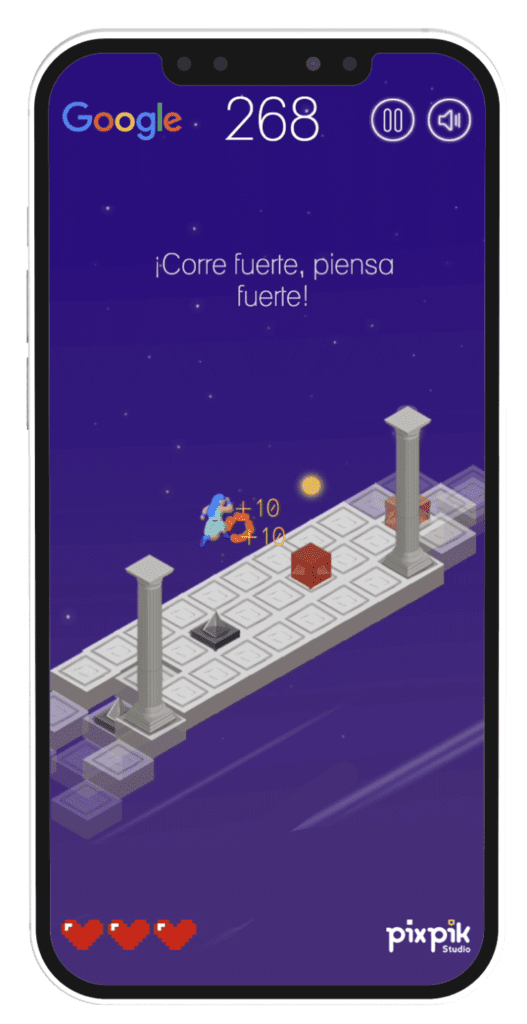 Google
268
¡Corre fuerte, piensa
fuerte!
+10
+10
pixpik
Studio